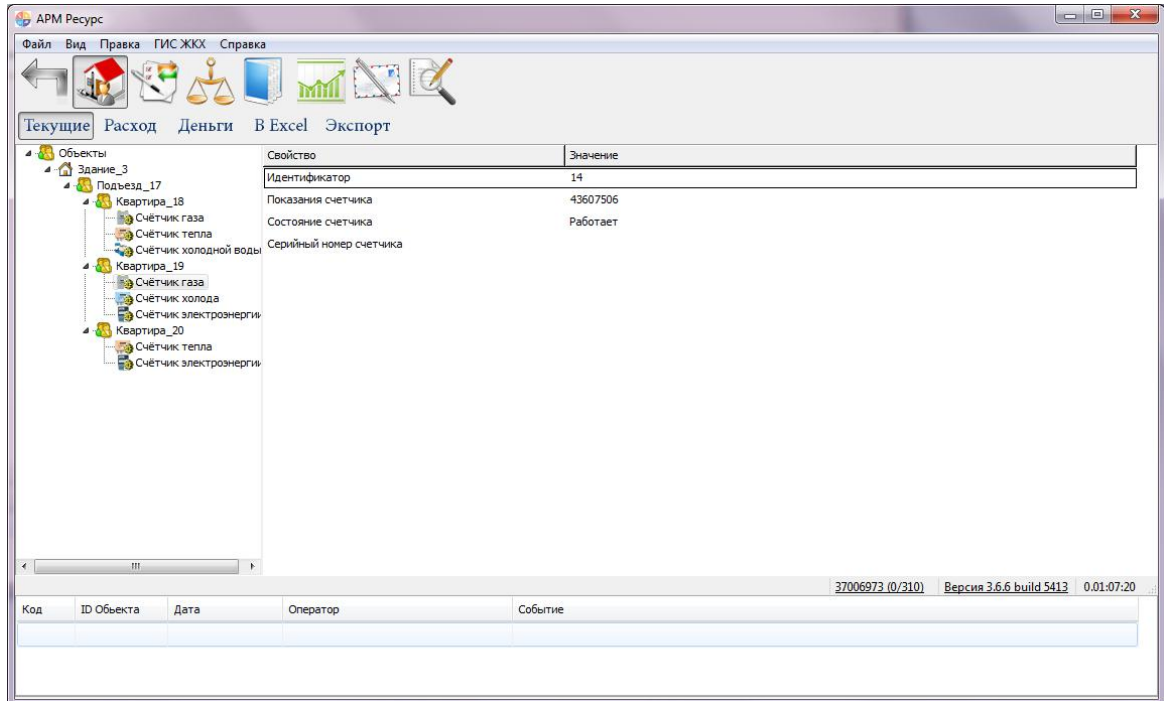 АРМ Ресурс
Файл Вид Правка ГИС ЖКХ Справка
Текущие Расход Деньги В Excel Экспорт
Объекты
Здание_3
Подъезд_17
Квартира_18
Счётчик газа
Счётчик тепла
Счётчик холодной воды
Квартира_19
Счётчик газа
Счётчик холода
Счётчик электроэнергии
Квартира_20
Счётчик тепла
Счётчик электроэнергии
Свойство Значение
Идентификатор 14
Показания счетчика 43607506
Состояние счетчика Работает
Серийный номер счетчика
37006973 (0/310) Версия 3.6.6 build 5413 0.01:07:20
Код ID Объекта Дата Оператор Событие